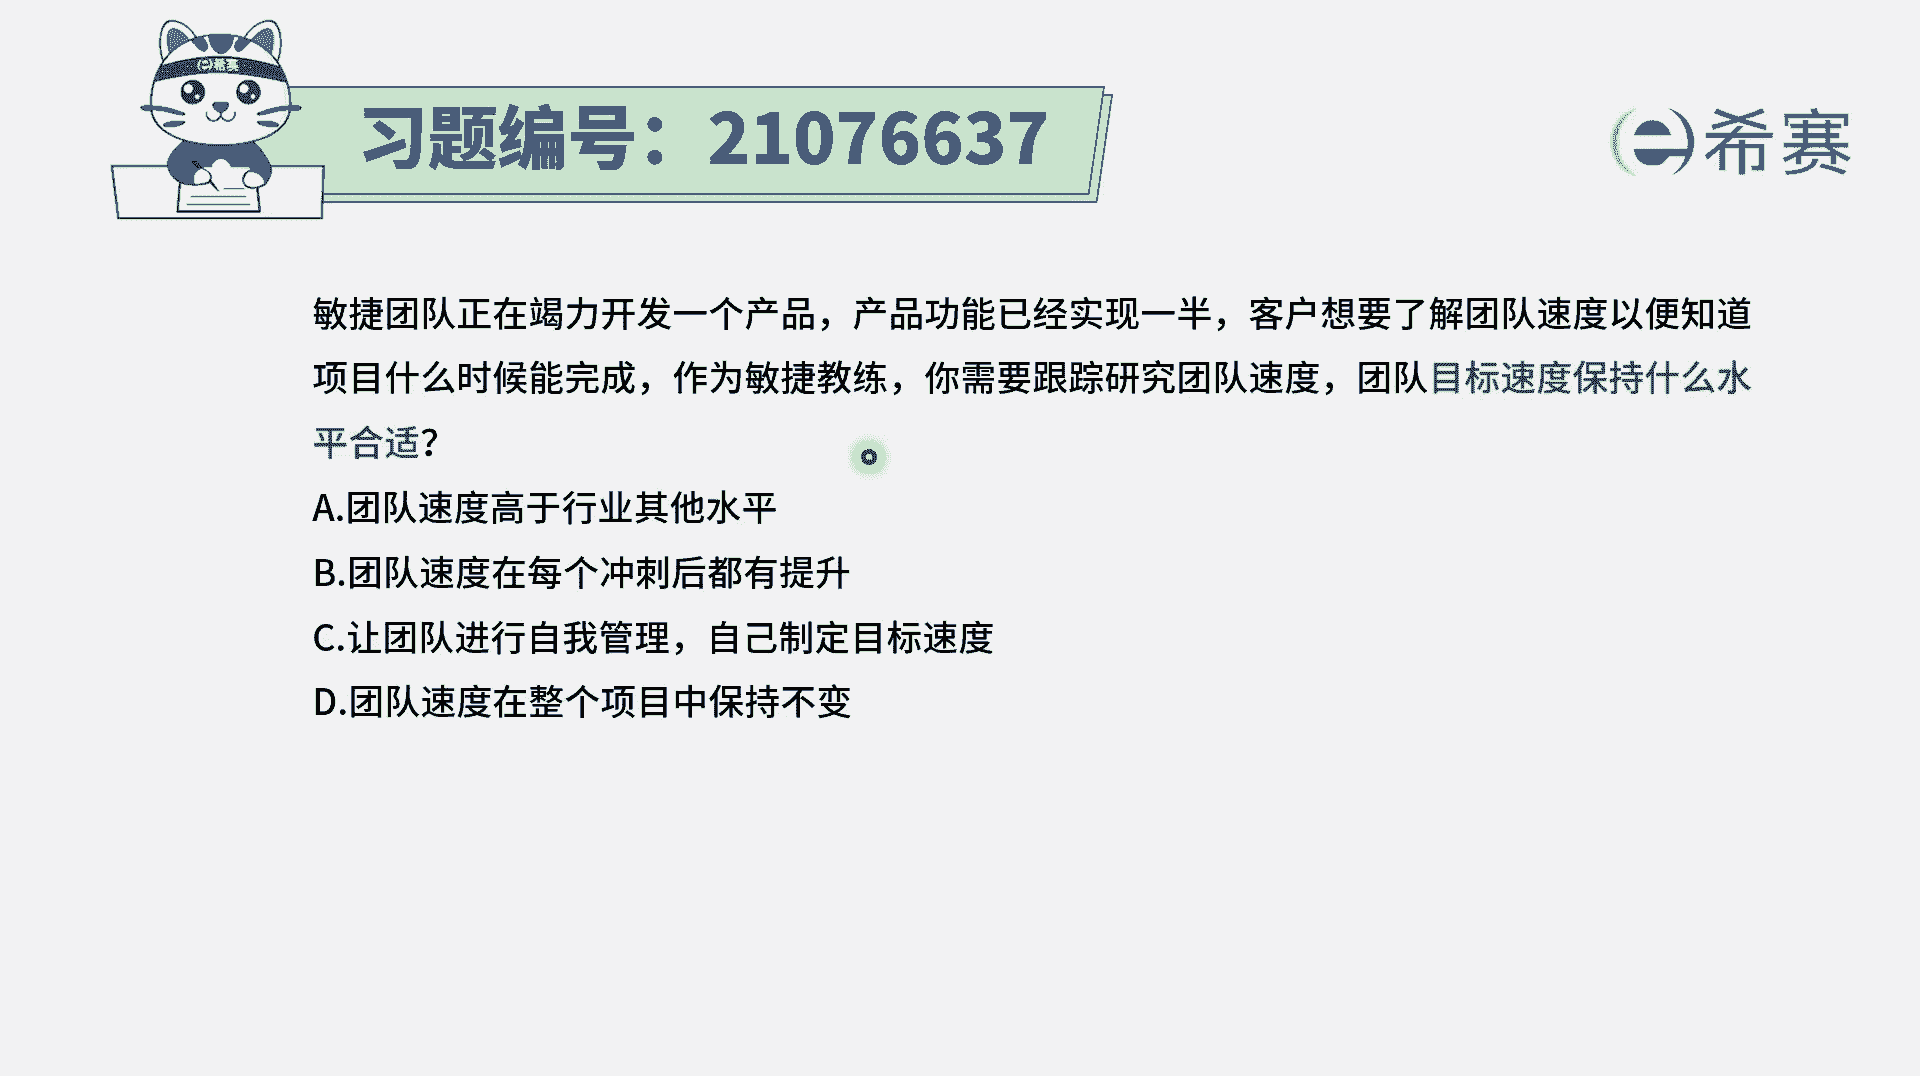 希赛
习题编号：21076637
希赛
敏捷团队正在竭力开发一个产品，产品功能已经实现一半，客户想要了解团队速度以便知道
项目什么时候能完成，作为敏捷教练，你需要跟踪研究团队速度，团队目标速度保持什么水
平合适？
A.团队速度高于行业其他水平
B.团队速度在每个冲刺后都有提升
C.让团队进行自我管理，自己制定目标速度
D.团队速度在整个项目中保持不变